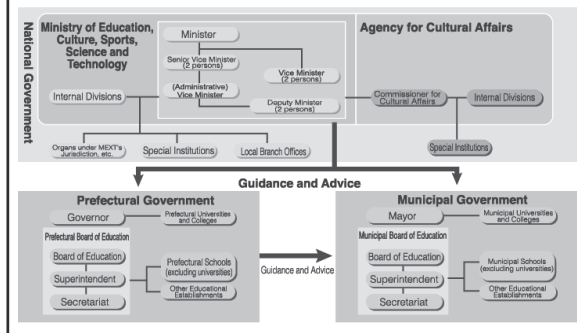 National Government
Ministry of Education,
Culture, Sports,
Science and
Technology
Agency for Cultural Affairs
Minister
Senior Vice Minister
(2 persons)
Vice Minister
(2 persons)
(Administrative)
Vice Minister
Deputy Minister
(2 persons)
Internal Divisions
Commissioner for
Cultural Affairs
Internal Divisions
Organs under MEXT's
Jurisdiction, etc.
Special Institutions
Local Branch Offices
Special Institutions
Guidance and Advice
Prefectural Government
Governor
Prefectural Universities
and Colleges
Prefectural Board of Education
Board of Education
Superintendent
Secretariat
Prefectural Schools
(excluding universities)
Other Educational
Establishments
Guidance and Advice
Municipal Government
Mayor
Municipal Universities
and Colleges
Municipal Board of Education
Board of Education
Superintendent
Secretariat
Municipal Schools
(excluding universities)
Other Educational
Establishments